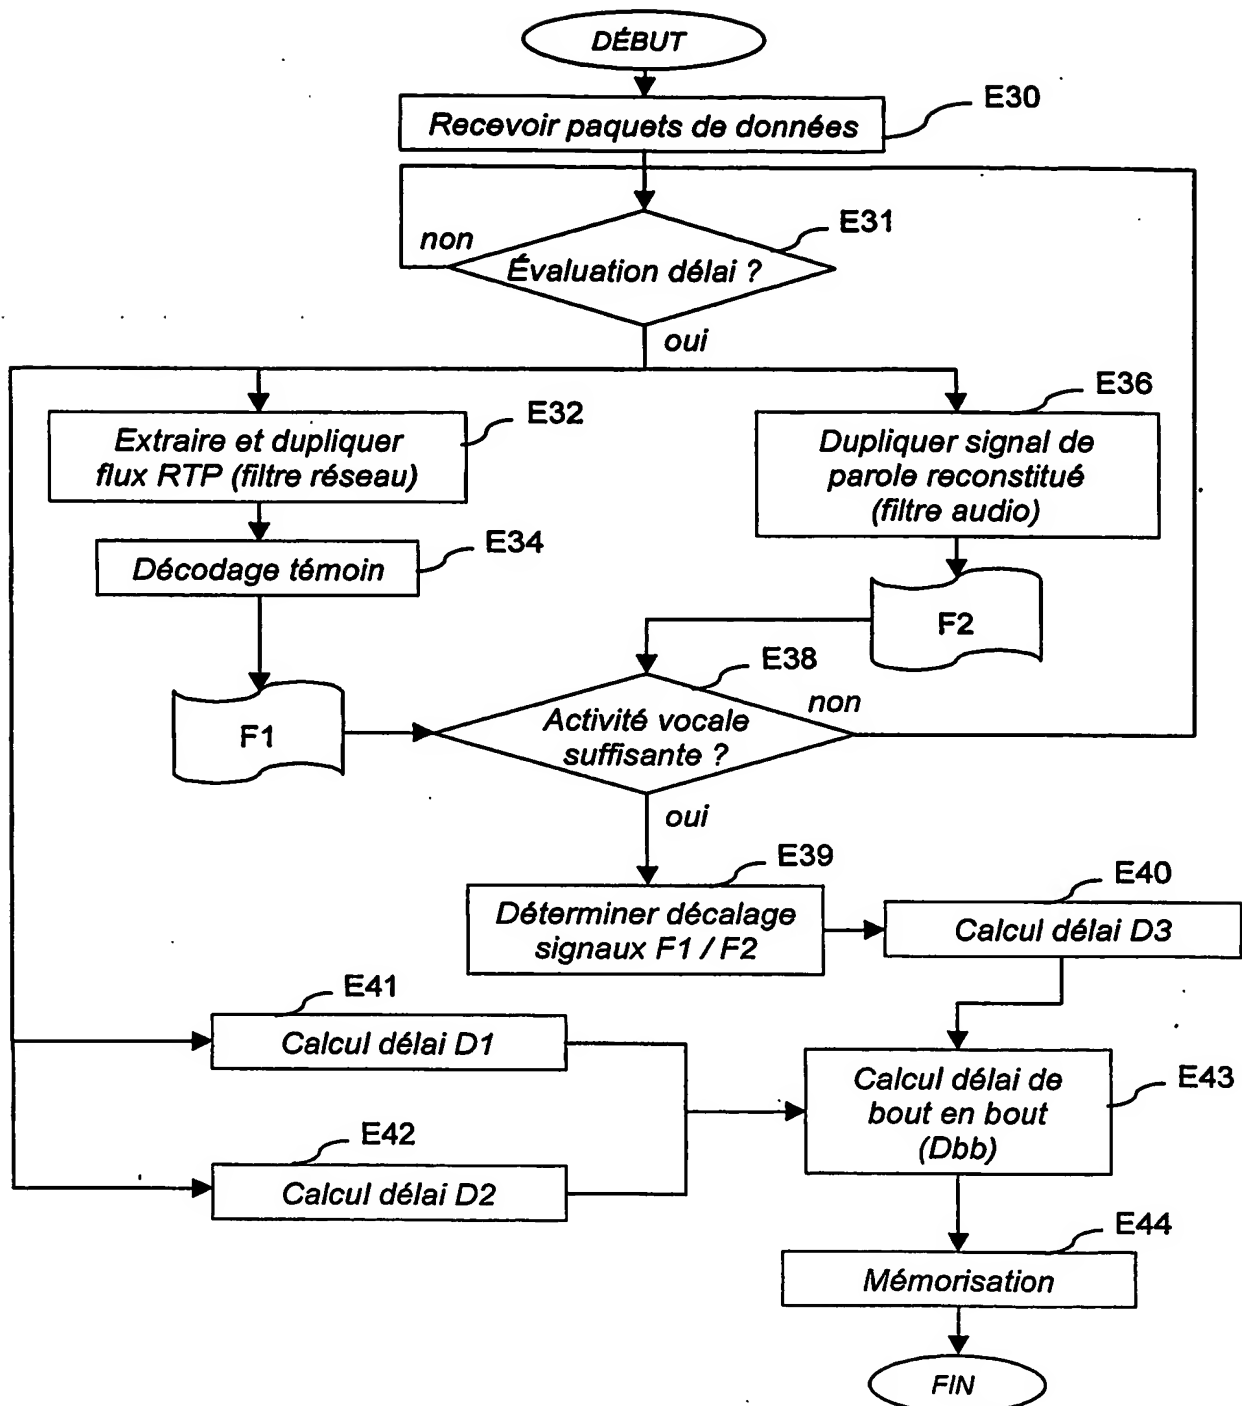 DÉBUT
E30
Recevoir paquets de données
E31
non
Évaluation délai ?
oui
E32
E36
Extraire et dupliquer
flux RTP (filtre réseau)
Dupliquer signal de
parole reconstitué
(filtre audio)
E34
Décodage témoin
F2
E38
non
F1
Activité vocale
suffisante ?
oui
E39
E40
Déterminer décalage
signaux F1 / F2
Calcul délai D3
E41
Calcul délai D1
Calcul délai de
bout en bout
(Dbb)
E43
E42
Calcul délai D2
E44
Mémorisation
FIN